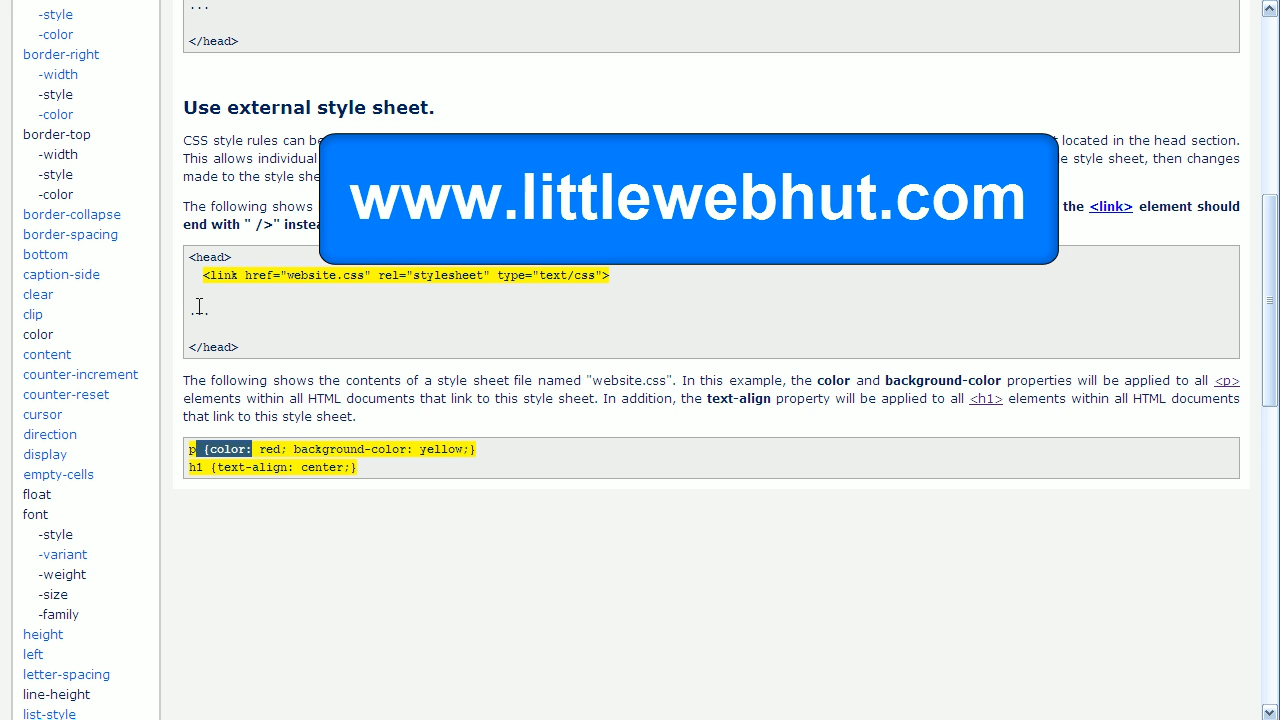 -style
-color
border-right
-width
-style
-color
border-top
-width
-style
-color
border-collapse
border-spacing
bottom
caption-side
clear
clip
color
content
counter-increment
counter-reset
cursor
direction
display
empty-cells
float
font
-style
-variant
-weight
-size
-family
height
left
letter-spacing
line-height
list-style
...
</head>
Use external style sheet.
CSS style rules can be located in the head section.
This allows individual style sheet, then changes
made to the style
The following shows the <link> element should
end with " />"
www.littlewebhut.com
<head>
<link href="website.css" rel="stylesheet" type="text/css">
...
</head>
The following shows the contents of a style sheet file named "website.css". In this example, the color and background-color properties will be applied to all <p>
elements within all HTML documents that link to this style sheet. In addition, the text-align property will be applied to all <h1> elements within all HTML documents
that link to this style sheet.
p {color: red; background-color: yellow;}
h1 {text-align: center;}